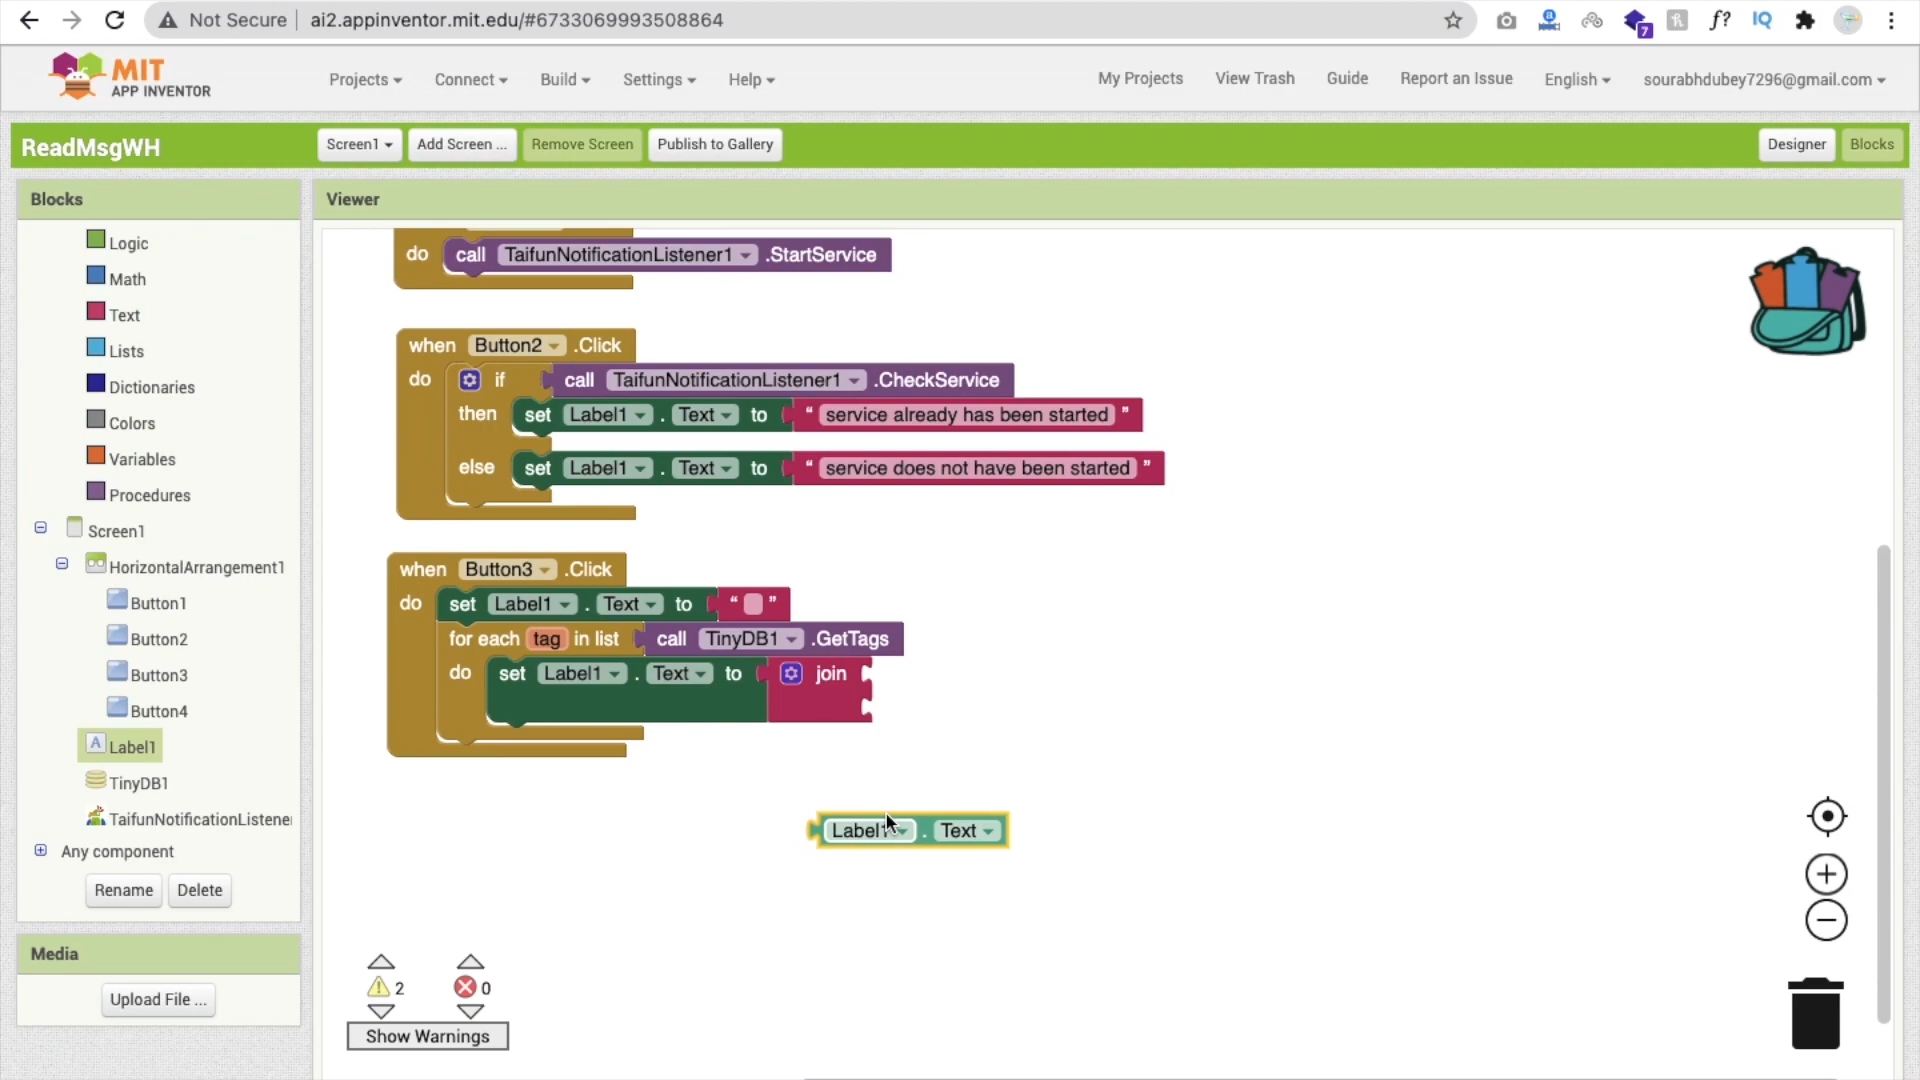 Not Secure | ai2.appinventor.mit.edu/#6733069993508864
7
f?
IQ
MIT
APP INVENTOR
Projects
Connect
Build
Settings
Help
My Projects
View Trash
Guide
Report an Issue
English
sourabhdubey7296@gmail.com
ReadMsgWH
Screen1
Add Screen ...
Remove Screen
Publish to Gallery
Designer
Blocks
Blocks
Logic
Math
Text
Lists
Dictionaries
Colors
Variables
Procedures
Screen1
HorizontalArrangement1
Button1
Button2
Button3
Button4
A Label1
TinyDB1
TaifunNotificationListene
Any component
Rename
Delete
Media
Upload File ...
Viewer
do call TaifunNotificationListener1 .StartService
when Button2 .Click
do if call TaifunNotificationListener1 .CheckService
then set Label1 . Text to “ service already has been started ”
else set Label1 . Text to “ service does not have been started ”
when Button3 .Click
do set Label1 . Text to “ ”
for each tag in list call TinyDB1 .GetTags
do set Label1 . Text to join
Label1 . Text
2 0
Show Warnings